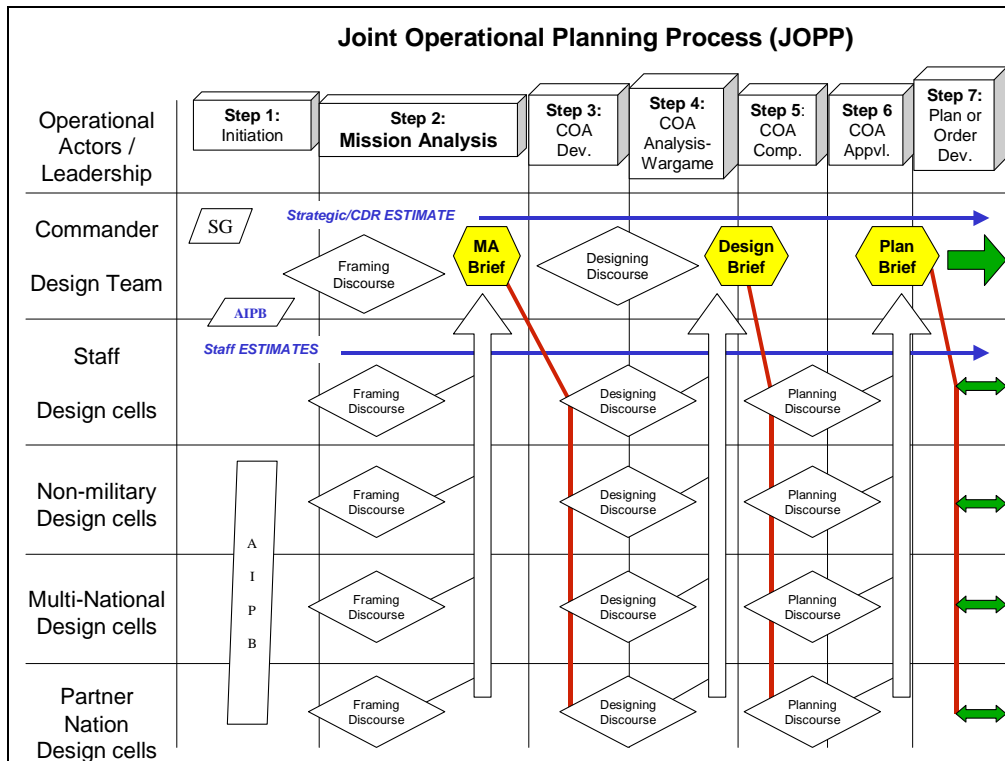 Joint Operational Planning Process (JOPP)
Operational
Actors /
Leadership
Step 1:
Initiation
Step 2:
Mission Analysis
Step 3:
COA
Dev.
Step 4:
COA
Analysis-
Wargame
Step 5:
COA
Comp.
Step 6
COA
Appvl.
Step 7:
Plan or
Order
Dev.
Commander
Design Team
SG
Strategic/CDR ESTIMATE
Framing
Discourse
MA
Brief
Designing
Discourse
Design
Brief
Plan
Brief
AIPB
Staff
Design cells
Staff ESTIMATES
Framing
Discourse
Designing
Discourse
Planning
Discourse
Non-military
Design cells
A
I
P
B
Framing
Discourse
Designing
Discourse
Planning
Discourse
Multi-National
Design cells
Framing
Discourse
Designing
Discourse
Planning
Discourse
Partner
Nation
Design cells
Framing
Discourse
Designing
Discourse
Planning
Discourse